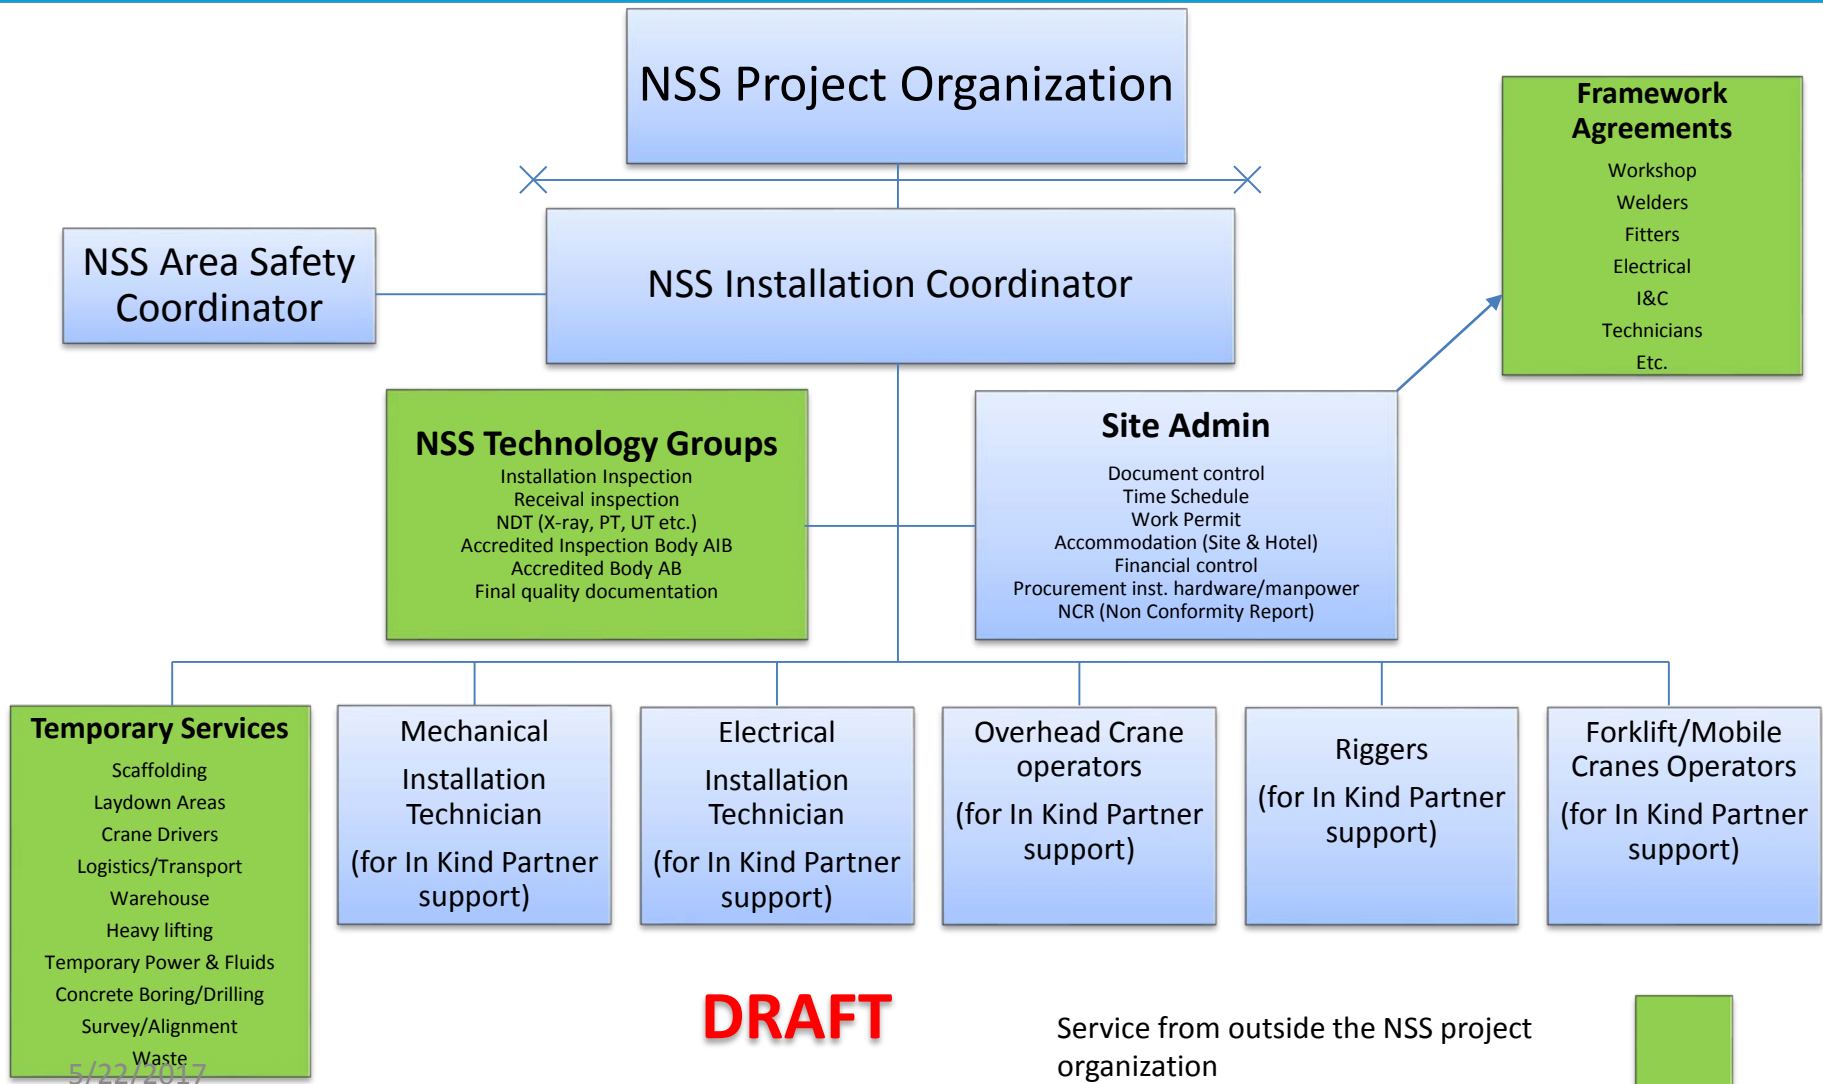 NSS Project Organization
Framework
Agreements
Workshop
Welders
Fitters
Electrical
I&C
Technicians
Etc.
NSS Area Safety
Coordinator
NSS Installation Coordinator
NSS Technology Groups
Installation Inspection
Receival inspection
NDT (X-ray, PT, UT etc.)
Accredited Inspection Body AIB
Accredited Body AB
Final quality documentation
Site Admin
Document control
Time Schedule
Work Permit
Accommodation (Site & Hotel)
Financial control
Procurement inst. hardware/manpower
NCR (Non Conformity Report)
Temporary Services
Scaffolding
Laydown Areas
Crane Drivers
Logistics/Transport
Warehouse
Heavy lifting
Temporary Power & Fluids
Concrete Boring/Drilling
Survey/Alignment
Waste
Mechanical
Installation
Technician
(for In Kind Partner
support)
Electrical
Installation
Technician
(for In Kind Partner
support)
Overhead Crane
operators
(for In Kind Partner
support)
Riggers
(for In Kind Partner
support)
Forklift/Mobile
Cranes Operators
(for In Kind Partner
support)
DRAFT
Service from outside the NSS project
organization
5/22/2017